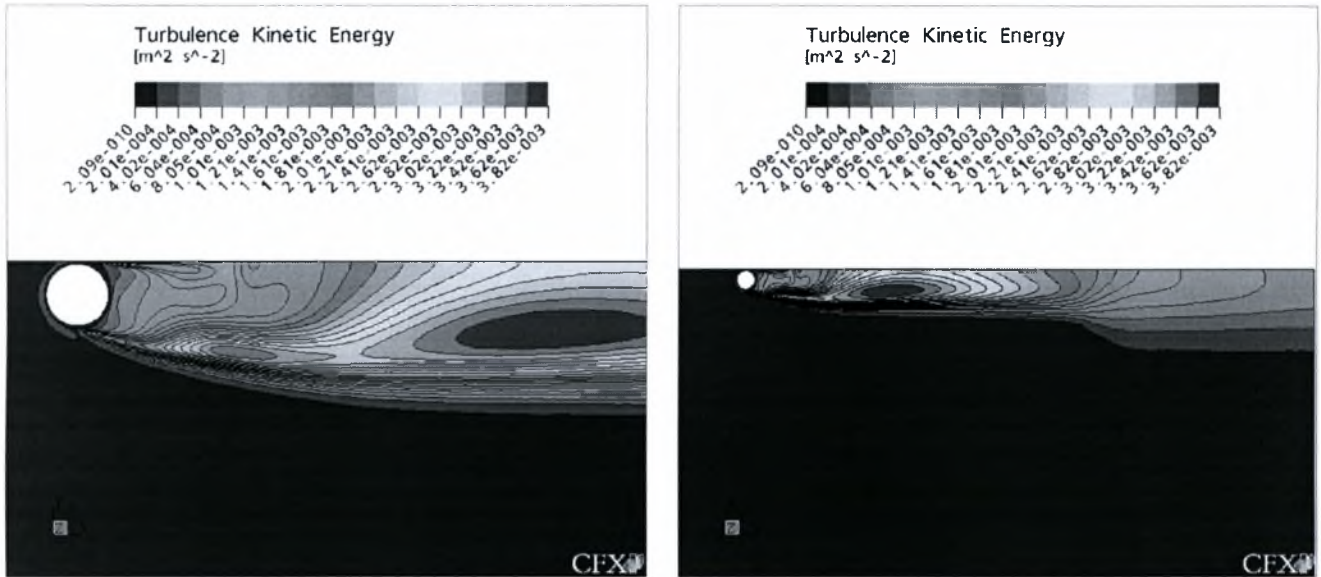 Turbulence Kinetic Energy
[m^2 s^-2]
2.09e-010
2.01e-004
4.02e-004
6.04e-004
8.05e-004
1.01e-003
1.21e-003
1.41e-003
1.61e-003
1.81e-003
2.01e-003
2.21e-003
2.41e-003
2.62e-003
2.82e-003
3.02e-003
3.22e-003
3.42e-003
3.62e-003
3.82e-003
Z
CFX
Turbulence Kinetic Energy
[m^2 s^-2]
2.09e-010
2.01e-004
4.02e-004
6.04e-004
8.05e-004
1.01e-003
1.21e-003
1.41e-003
1.61e-003
1.81e-003
2.01e-003
2.21e-003
2.41e-003
2.62e-003
2.82e-003
3.02e-003
3.22e-003
3.42e-003
3.62e-003
3.82e-003
Z
CFX